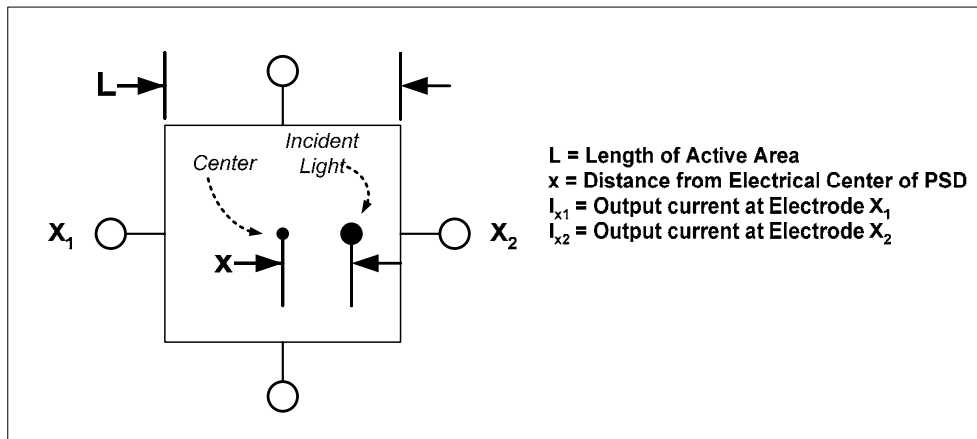 L
Incident
Light
Center
X₁
X₂
x
L = Length of Active Area
x = Distance from Electrical Center of PSD
Iₓ₁ = Output current at Electrode X₁
Iₓ₂ = Output current at Electrode X₂